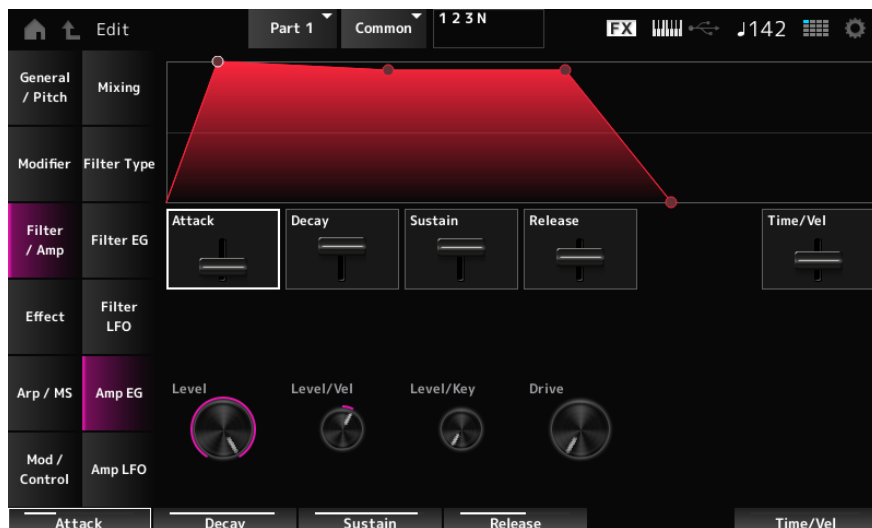 Edit
Part 1
Common
1 2 3 N
FX
♩142
General
/ Pitch
Mixing
Modifier
Filter Type
Filter
/ Amp
Filter EG
Effect
Filter
LFO
Arp / MS
Amp EG
Mod /
Control
Amp LFO
Attack
Decay
Sustain
Release
Time/Vel
Level
Level/Vel
Level/Key
Drive
Attack
Decay
Sustain
Release
Time/Vel